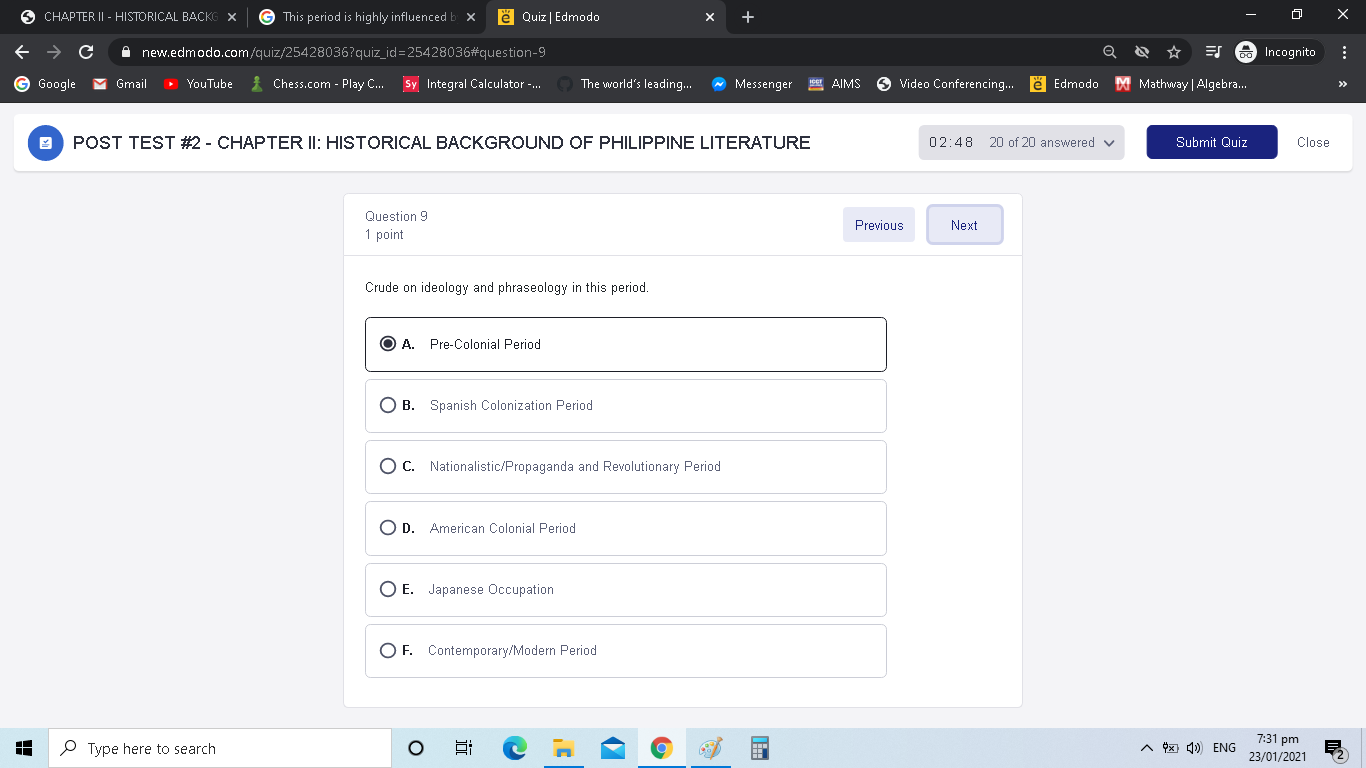 CHAPTER II - HISTORICAL BACKG
This period is highly influenced b
Quiz | Edmodo
new.edmodo.com/quiz/25428036?quiz_id=25428036#question-9
Incognito
Google
Gmail
YouTube
Chess.com - Play C...
Sy Integral Calculator -...
The world's leading...
Messenger
AIMS
Video Conferencing...
Edmodo
Mathway | Algebra...
»
POST TEST #2 - CHAPTER II: HISTORICAL BACKGROUND OF PHILIPPINE LITERATURE
02:48 20 of 20 answered
Submit Quiz
Close
Question 9
1 point
Previous
Next
Crude on ideology and phraseology in this period.
A. Pre-Colonial Period
B. Spanish Colonization Period
C. Nationalistic/Propaganda and Revolutionary Period
D. American Colonial Period
E. Japanese Occupation
F. Contemporary/Modern Period
Type here to search
ENG
7:31 pm
23/01/2021
2